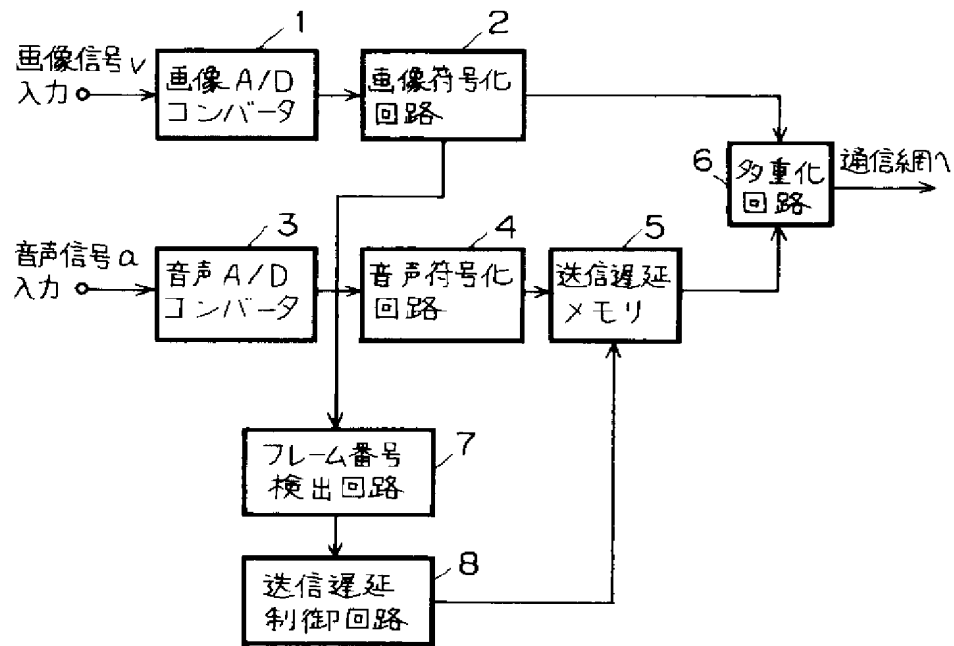 1
2
画像信号v
入力
画像A/D
コンバータ
画像符号化
回路
6
多重化
回路
通信網へ
3
4
5
音声信号a
入力
音声A/D
コンバータ
音声符号化
回路
送信遅延
メモリ
7
フレーム番号
検出回路
8
送信遅延
制御回路